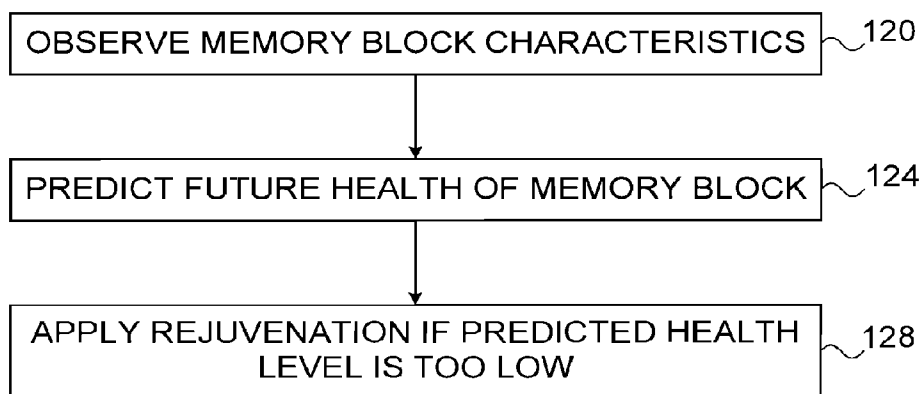 OBSERVE MEMORY BLOCK CHARACTERISTICS
120
PREDICT FUTURE HEALTH OF MEMORY BLOCK
124
APPLY REJUVENATION IF PREDICTED HEALTH
LEVEL IS TOO LOW
128